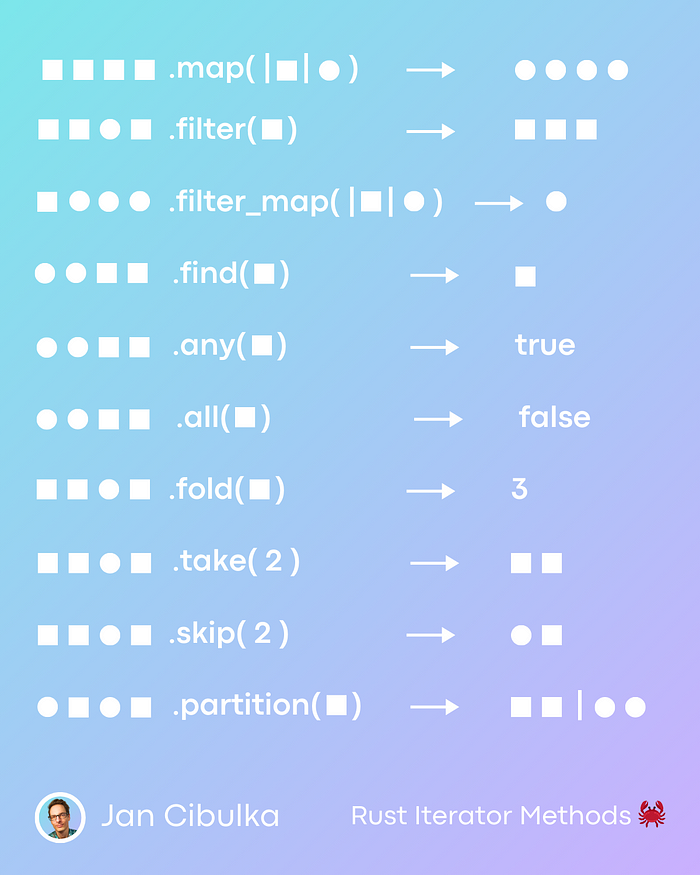 ■ ■ ■ ■ .map( |■| ● ) → ● ● ● ●
■ ■ ● ■ .filter( ■ ) → ■ ■ ■
■ ● ● ● .filter_map( |■| ● ) → ●
● ● ■ ■ .find( ■ ) → ■
● ● ■ ■ .any( ■ ) → true
● ● ■ ■ .all( ■ ) → false
■ ■ ● ■ .fold( ■ ) → 3
■ ■ ● ■ .take( 2 ) → ■ ■
■ ■ ● ■ .skip( 2 ) → ● ■
● ■ ● ■ .partition( ■ ) → ■ ■ | ● ●
Jan Cibulka
Rust Iterator Methods 🦀